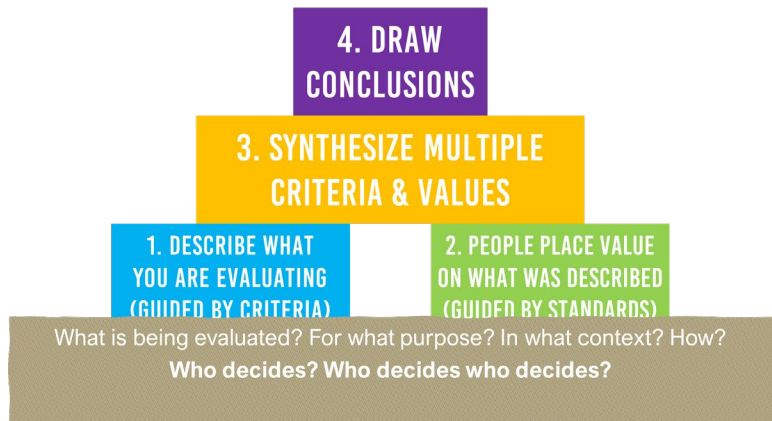 4. DRAW
CONCLUSIONS
3. SYNTHESIZE MULTIPLE
CRITERIA & VALUES
1. DESCRIBE WHAT
YOU ARE EVALUATING
(GUIDED BY CRITERIA)
2. PEOPLE PLACE VALUE
ON WHAT WAS DESCRIBED
(GUIDED BY STANDARDS)
What is being evaluated? For what purpose? In what context? How?
Who decides? Who decides who decides?